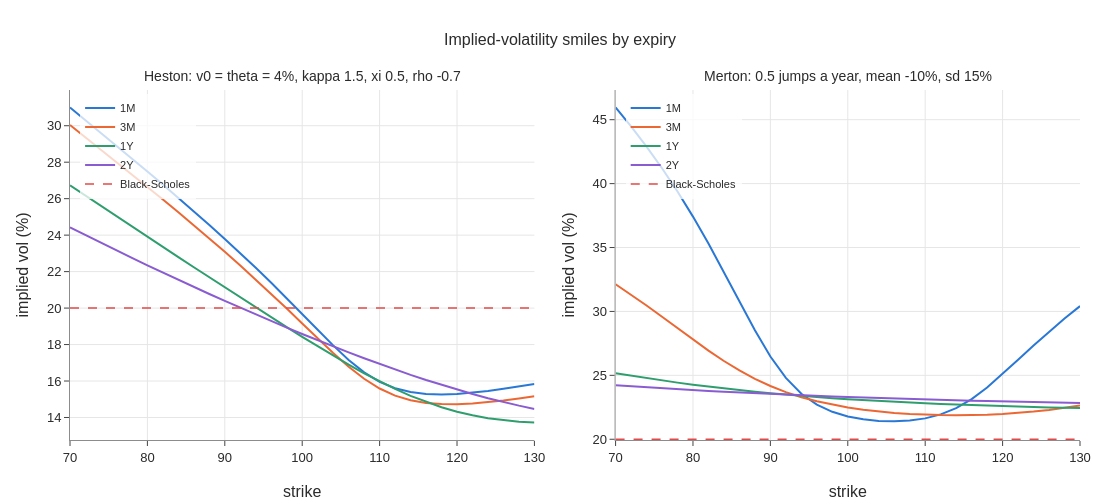 Implied-volatility smiles by expiry
Heston: v0 = theta = 4%, kappa 1.5, xi 0.5, rho -0.7
1M
3M
1Y
2Y
Black-Scholes
30
28
26
24
22
20
18
16
14
70
80
90
100
110
120
130
implied vol (%)
strike
Merton: 0.5 jumps a year, mean -10%, sd 15%
1M
3M
1Y
2Y
Black-Scholes
45
40
35
30
25
20
70
80
90
100
110
120
130
implied vol (%)
strike